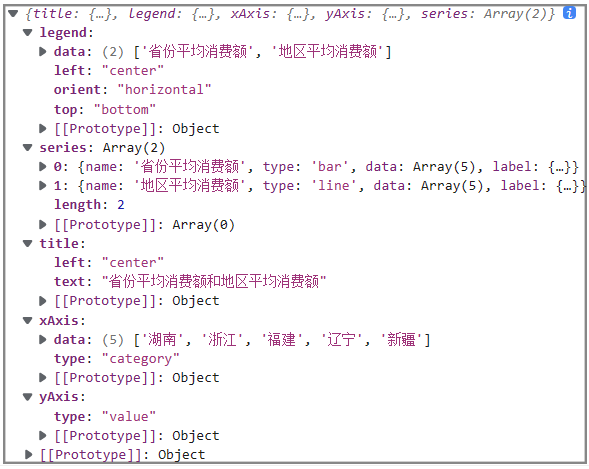 {title: {…}, legend: {…}, xAxis: {…}, yAxis: {…}, series: Array(2)} i
legend:
data: (2) ['省份平均消费额', '地区平均消费额']
left: "center"
orient: "horizontal"
top: "bottom"
[[Prototype]]: Object
series: Array(2)
0: {name: '省份平均消费额', type: 'bar', data: Array(5), label: {…}}
1: {name: '地区平均消费额', type: 'line', data: Array(5), label: {…}}
length: 2
[[Prototype]]: Array(0)
title:
left: "center"
text: "省份平均消费额和地区平均消费额"
[[Prototype]]: Object
xAxis:
data: (5) ['湖南', '浙江', '福建', '辽宁', '新疆']
type: "category"
[[Prototype]]: Object
yAxis:
type: "value"
[[Prototype]]: Object
[[Prototype]]: Object